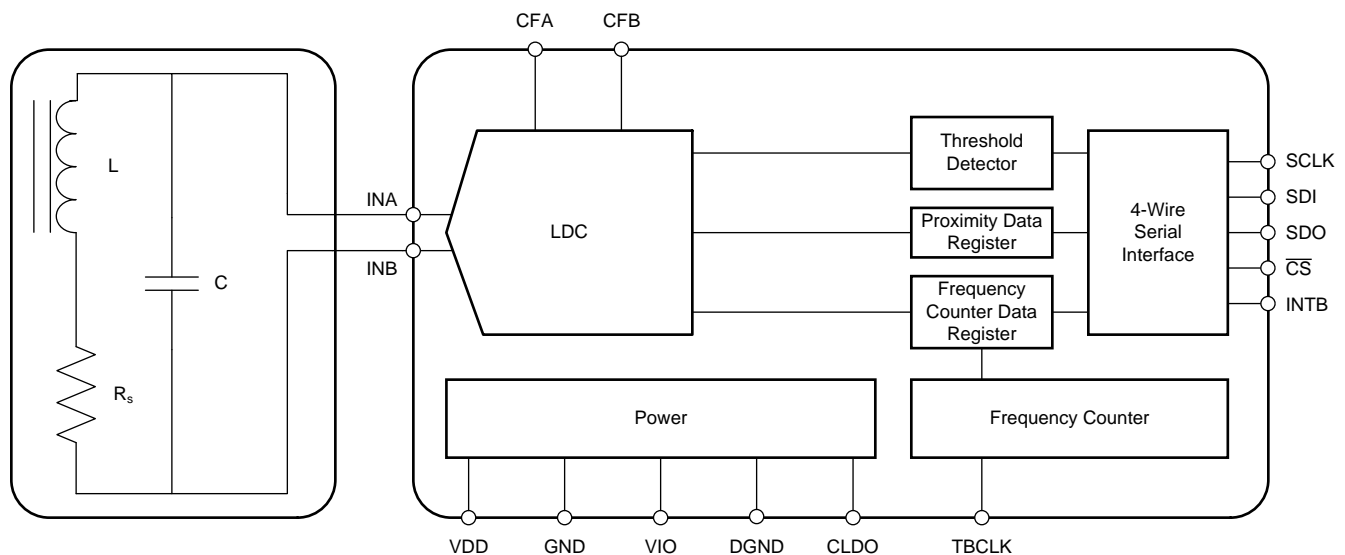 CFA
CFB
L
C
Rs
INA
INB
LDC
Threshold
Detector
Proximity Data
Register
Frequency
Counter Data
Register
4-Wire
Serial
Interface
SCLK
SDI
SDO
C̅S̅
INTB
Power
Frequency Counter
VDD
GND
VIO
DGND
CLDO
TBCLK